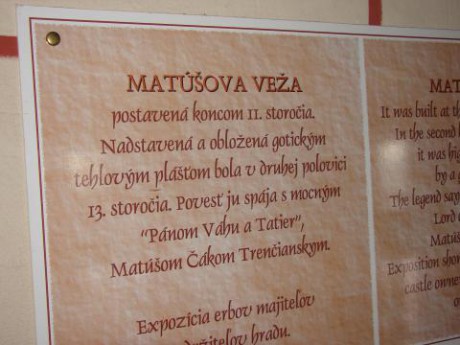 MATÚŠOVA VEŽA
postavená koncom 11. storočia.
Nadstavená a obložená gotickým
tehlovým plášťom bola v druhej polovici
13. storočia. Povesť ju spája s mocným
"Pánom Váhu a Tatier",
Matúšom Čákom Trenčianskym.
Expozícia erbov majiteľov
hradu.
MAT
It was built at th
In the second
it was hig
by a
The legend say
Lord
Matú
Exposition sho
castle owne